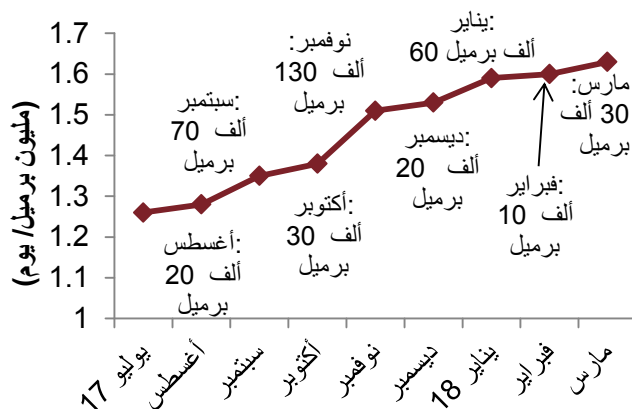 (مليون برميل/ يوم)
1.7
1.6
1.5
1.4
1.3
1.2
1.1
1
أغسطس:
20 ألف
برميل
سبتمبر:
70 ألف
برميل
أكتوبر:
30 ألف
برميل
نوفمبر:
130 ألف
برميل
ديسمبر:
20 ألف
برميل
يناير:
60 ألف برميل
فبراير:
10 ألف
برميل
مارس:
30 ألف
برميل
يوليو 17
أغسطس
سبتمبر
أكتوبر
نوفمبر
ديسمبر
يناير 18
فبراير
مارس